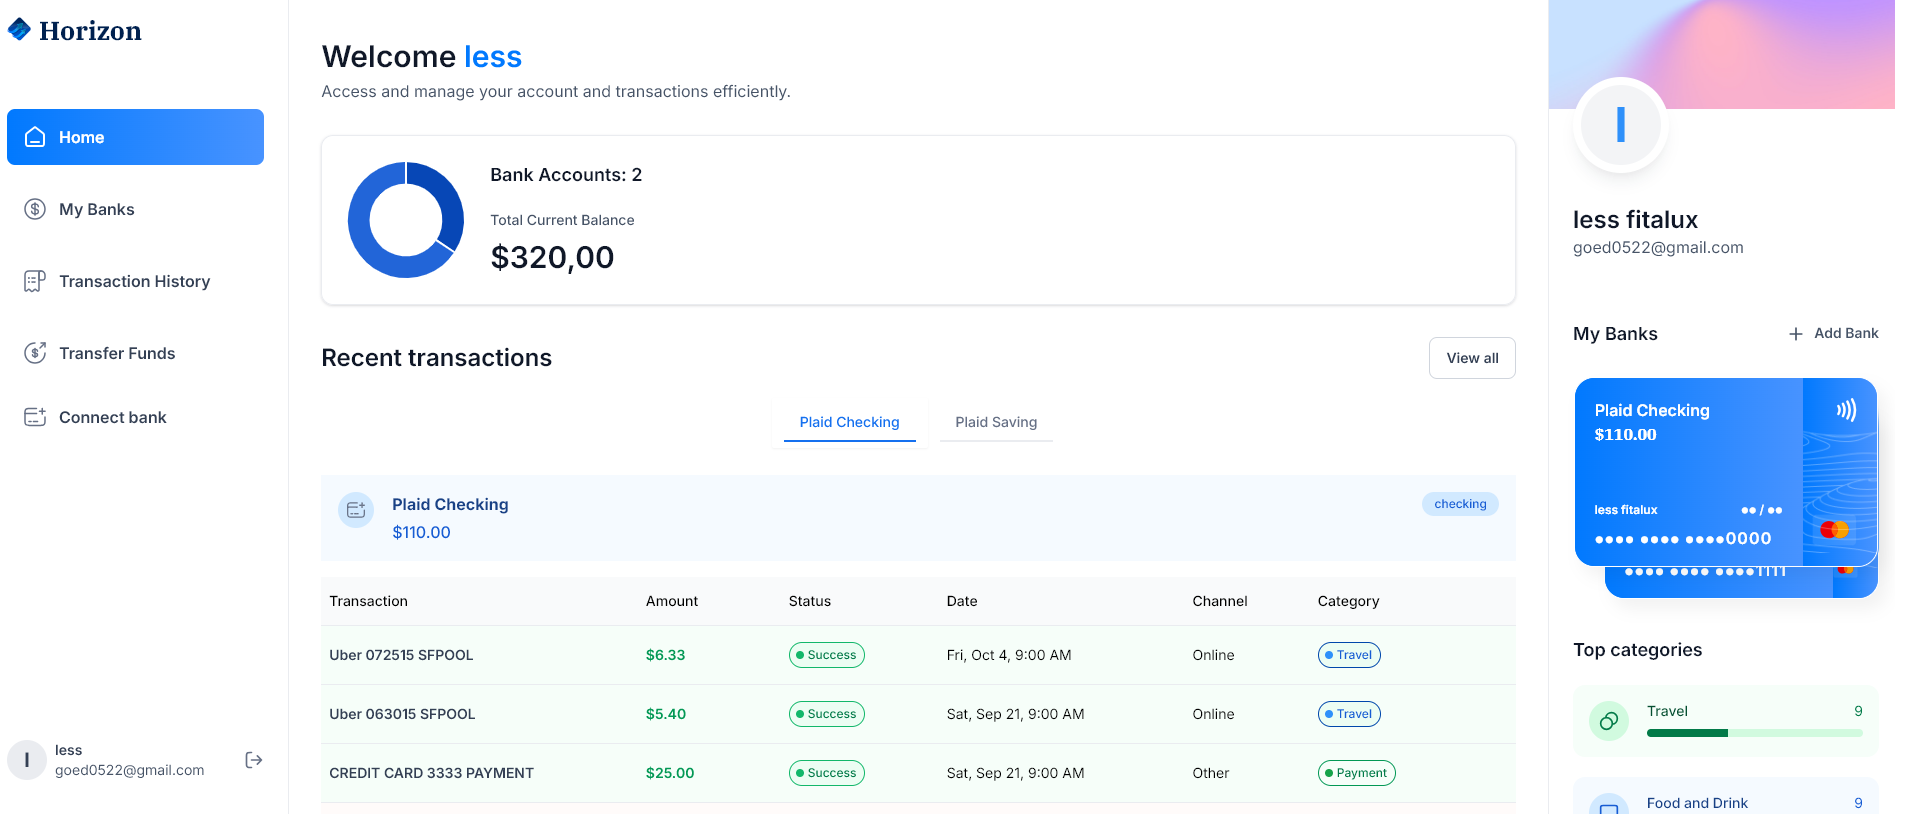 Horizon
Home
My Banks
Transaction History
Transfer Funds
Connect bank
l
less
goed0522@gmail.com
Welcome less
Access and manage your account and transactions efficiently.
Bank Accounts: 2
Total Current Balance
$320,00
Recent transactions
View all
Plaid Checking
Plaid Saving
Plaid Checking
$110.00
checking
Transaction Amount Status Date Channel Category
Uber 072515 SFPOOL $6.33 Success Fri, Oct 4, 9:00 AM Online Travel
Uber 063015 SFPOOL $5.40 Success Sat, Sep 21, 9:00 AM Online Travel
CREDIT CARD 3333 PAYMENT $25.00 Success Sat, Sep 21, 9:00 AM Other Payment
l
less fitalux
goed0522@gmail.com
My Banks
Add Bank
Plaid Checking
$110.00
less fitalux ●● / ●●
●●●● ●●●● ●●●●0000
●●●● ●●●● ●●●●1111
Top categories
Travel 9
Food and Drink 9